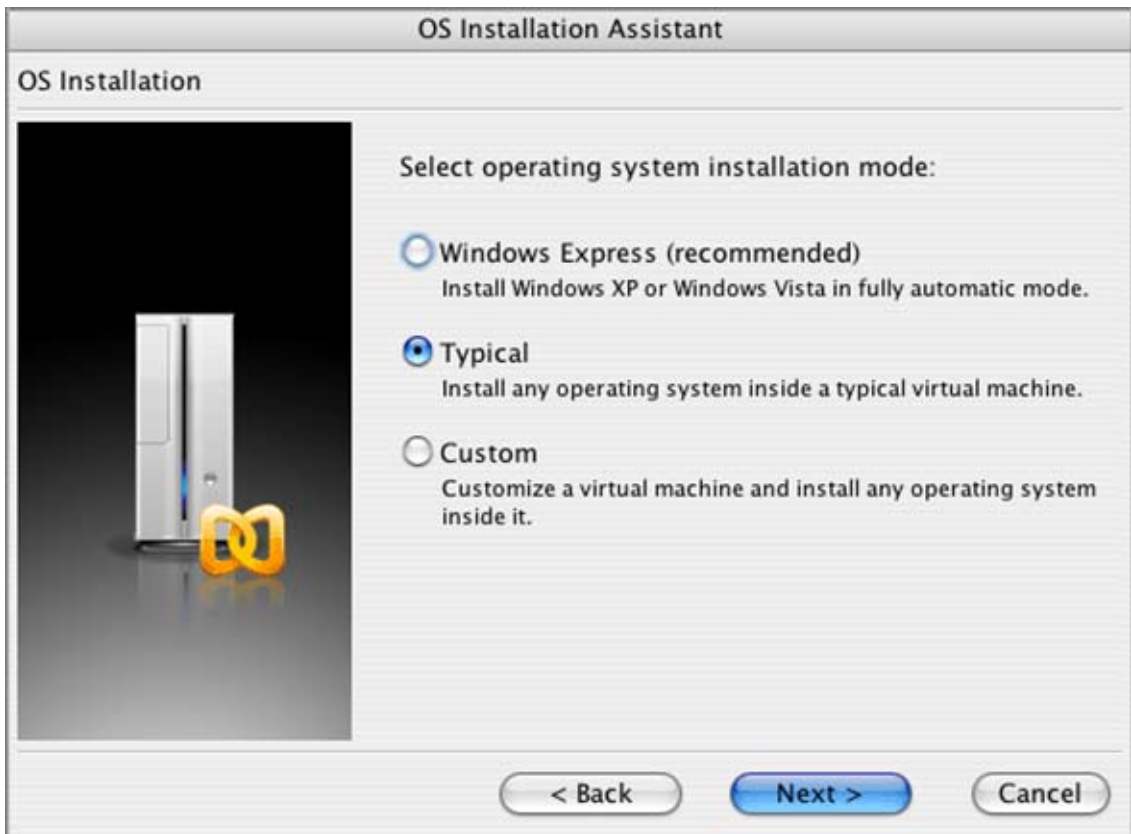 OS Installation Assistant
OS Installation
Select operating system installation mode:
Windows Express (recommended)
Install Windows XP or Windows Vista in fully automatic mode.
Typical
Install any operating system inside a typical virtual machine.
Custom
Customize a virtual machine and install any operating system
inside it.
< Back
Next >
Cancel